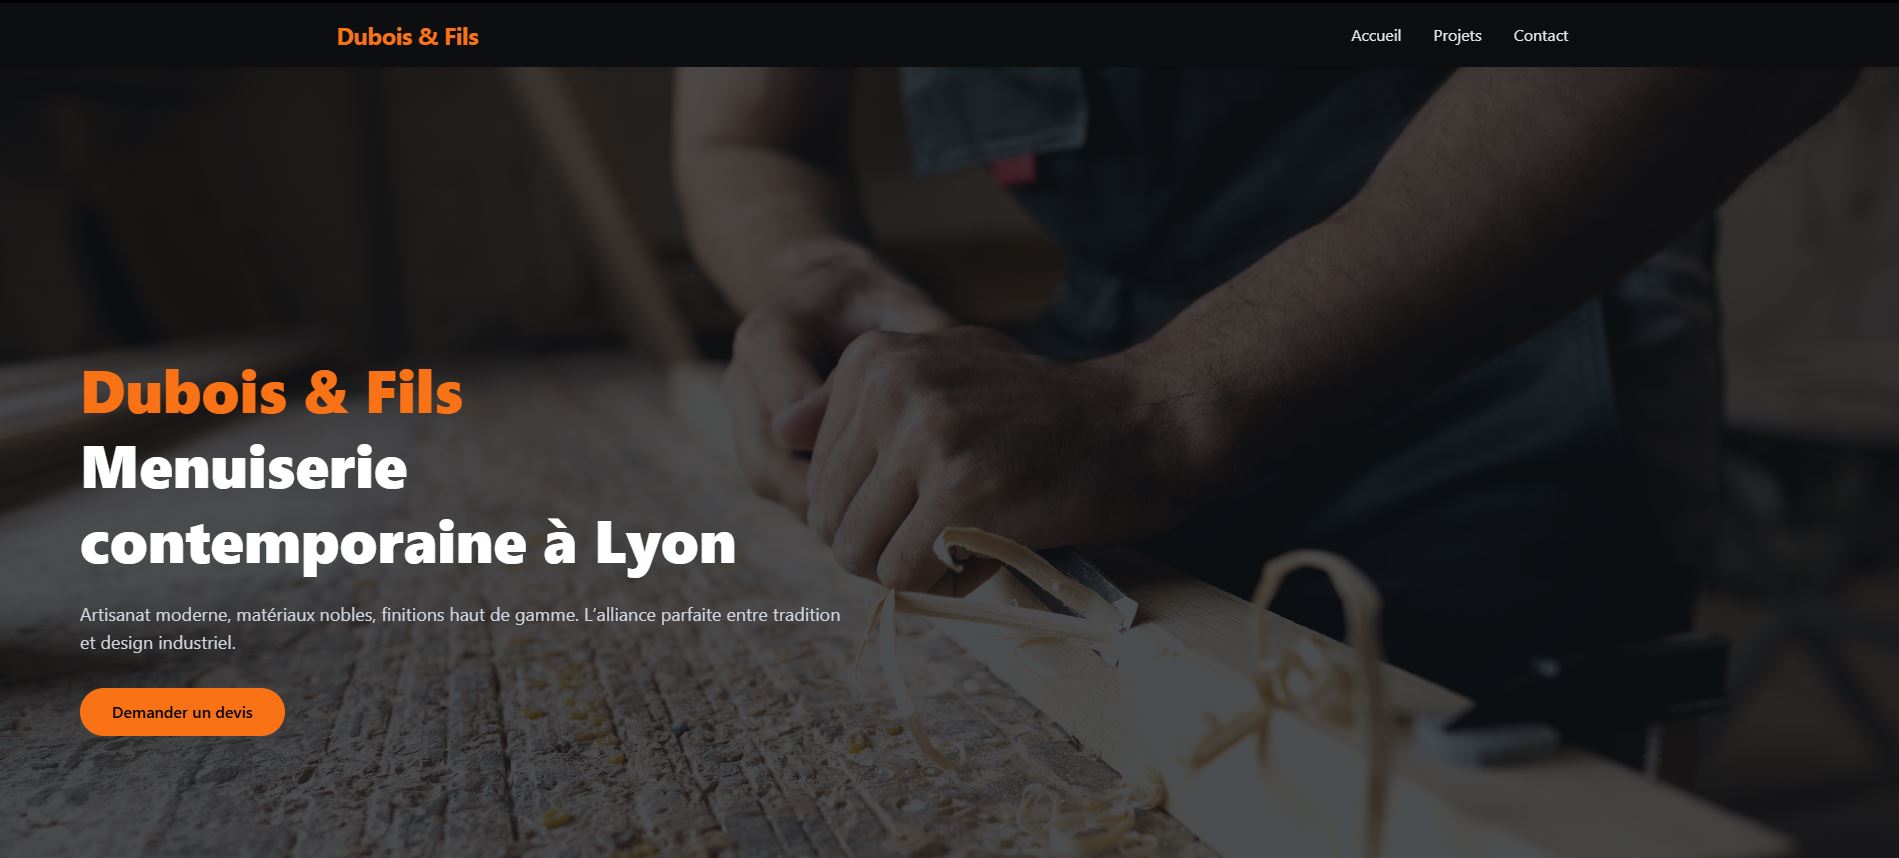 Dubois & Fils
Accueil Projets Contact
Dubois & Fils
Menuiserie
contemporaine à Lyon
Artisanat moderne, matériaux nobles, finitions haut de gamme. L’alliance parfaite entre tradition
et design industriel.
Demander un devis